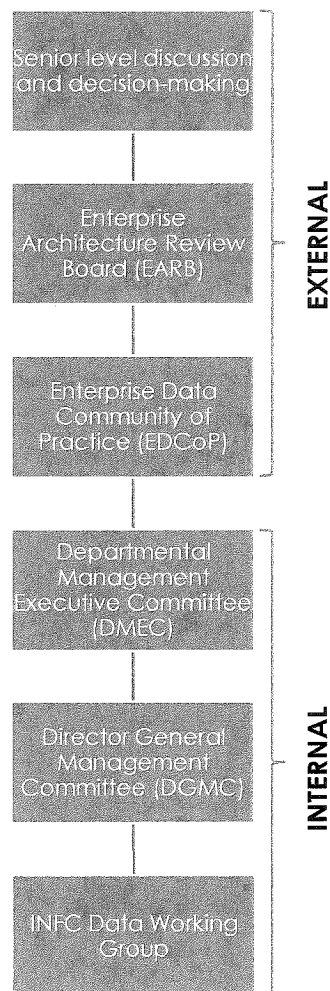 Senior level discussion
and decision-making
Enterprise
Architecture Review
Board (EARB)
Enterprise Data
Community of
Practice (EDCoP)
EXTERNAL
Departmental
Management
Executive Committee
(DMEC)
Director General
Management
Committee (DGMC)
INFC Data Working
Group
INTERNAL